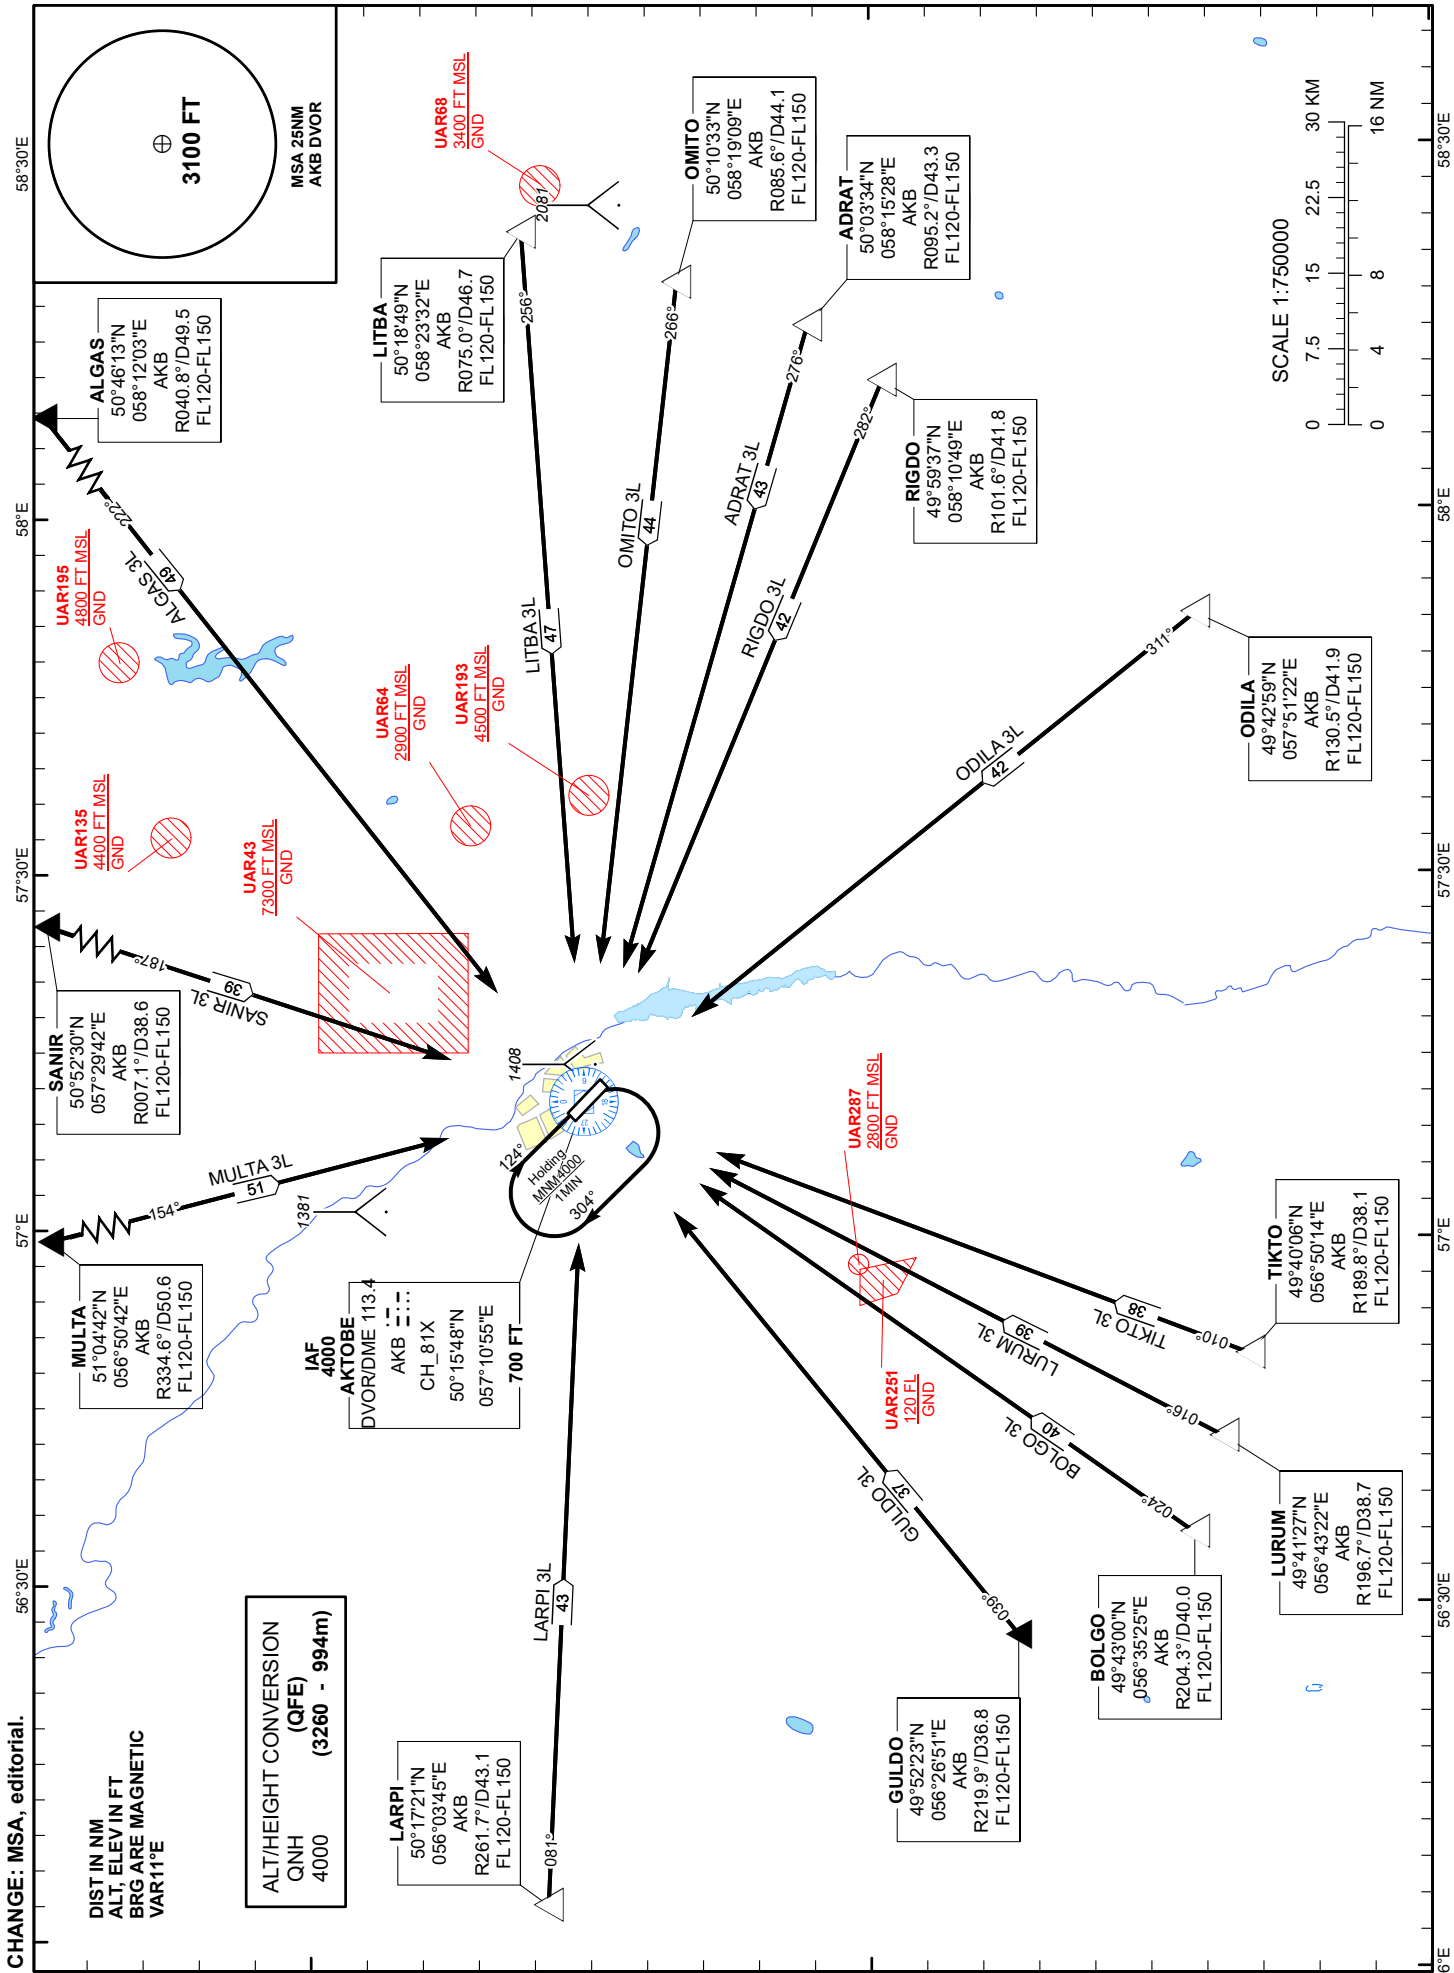 CHANGE: MSA, editorial.
DIST IN NM
ALT, ELEV IN FT
BRG ARE MAGNETIC
VAR11°E
ALT/HEIGHT CONVERSION
QNH (QFE)
4000 (3260 - 994m)
MULTA
51°04'42"N
056°50'42"E
AKB
R334.6°/D50.6
FL120-FL150
SANIR
50°52'30"N
057°29'42"E
AKB
R007.1°/D38.6
FL120-FL150
ALGAS
50°46'13"N
058°12'03"E
AKB
R040.8°/D49.5
FL120-FL150
3100 FT
MSA 25NM
AKB DVOR
UAR135
4400 FT MSL
GND
UAR195
4800 FT MSL
GND
UAR43
7300 FT MSL
GND
UAR64
2900 FT MSL
GND
UAR193
4500 FT MSL
GND
UAR68
3400 FT MSL
GND
UAR287
2800 FT MSL
GND
UAR251
120 FL
GND
LITBA
50°18'49"N
058°23'32"E
AKB
R075.0°/D46.7
FL120-FL150
OMITO
50°10'33"N
058°19'09"E
AKB
R085.6°/D44.1
FL120-FL150
ADRAT
50°03'34"N
058°15'28"E
AKB
R095.2°/D43.3
FL120-FL150
RIGDO
49°59'37"N
058°10'49"E
AKB
R101.6°/D41.8
FL120-FL150
ODILA
49°42'59"N
057°51'22"E
AKB
R130.5°/D41.9
FL120-FL150
TIKTO
49°40'06"N
056°50'14"E
AKB
R189.8°/D38.1
FL120-FL150
LURUM
49°41'27"N
056°43'22"E
AKB
R196.7°/D38.7
FL120-FL150
BOLGO
49°43'00"N
056°35'25"E
AKB
R204.3°/D40.0
FL120-FL150
GULDO
49°52'23"N
056°26'51"E
AKB
R219.9°/D36.8
FL120-FL150
LARPI
50°17'21"N
056°03'45"E
AKB
R261.7°/D43.1
FL120-FL150
IAF
4000
AKTOBE
DVOR/DME 113.4
AKB
CH_81X
50°15'48"N
057°10'55"E
700 FT
124°
Holding
MNM4000
1MIN
304°
MULTA 3L
51
154°
SANIR 3L
39
187°
ALGAS 3L
49
222°
LITBA 3L
47
256°
OMITO 3L
44
266°
ADRAT 3L
43
276°
RIGDO 3L
42
282°
ODILA 3L
42
311°
TIKTO 3L
38
010°
LURUM 3L
39
016°
BOLGO 3L
40
024°
GULDO 3L
37
039°
LARPI 3L
43
081°
1381
1408
2081
0
9
18
27
SCALE 1:750000
0 7.5 15 22.5 30 KM
0 4 8 16 NM
56°30'E
57°E
57°30'E
58°E
58°30'E
6°E
56°30'E
57°E
57°30'E
58°E
58°30'E